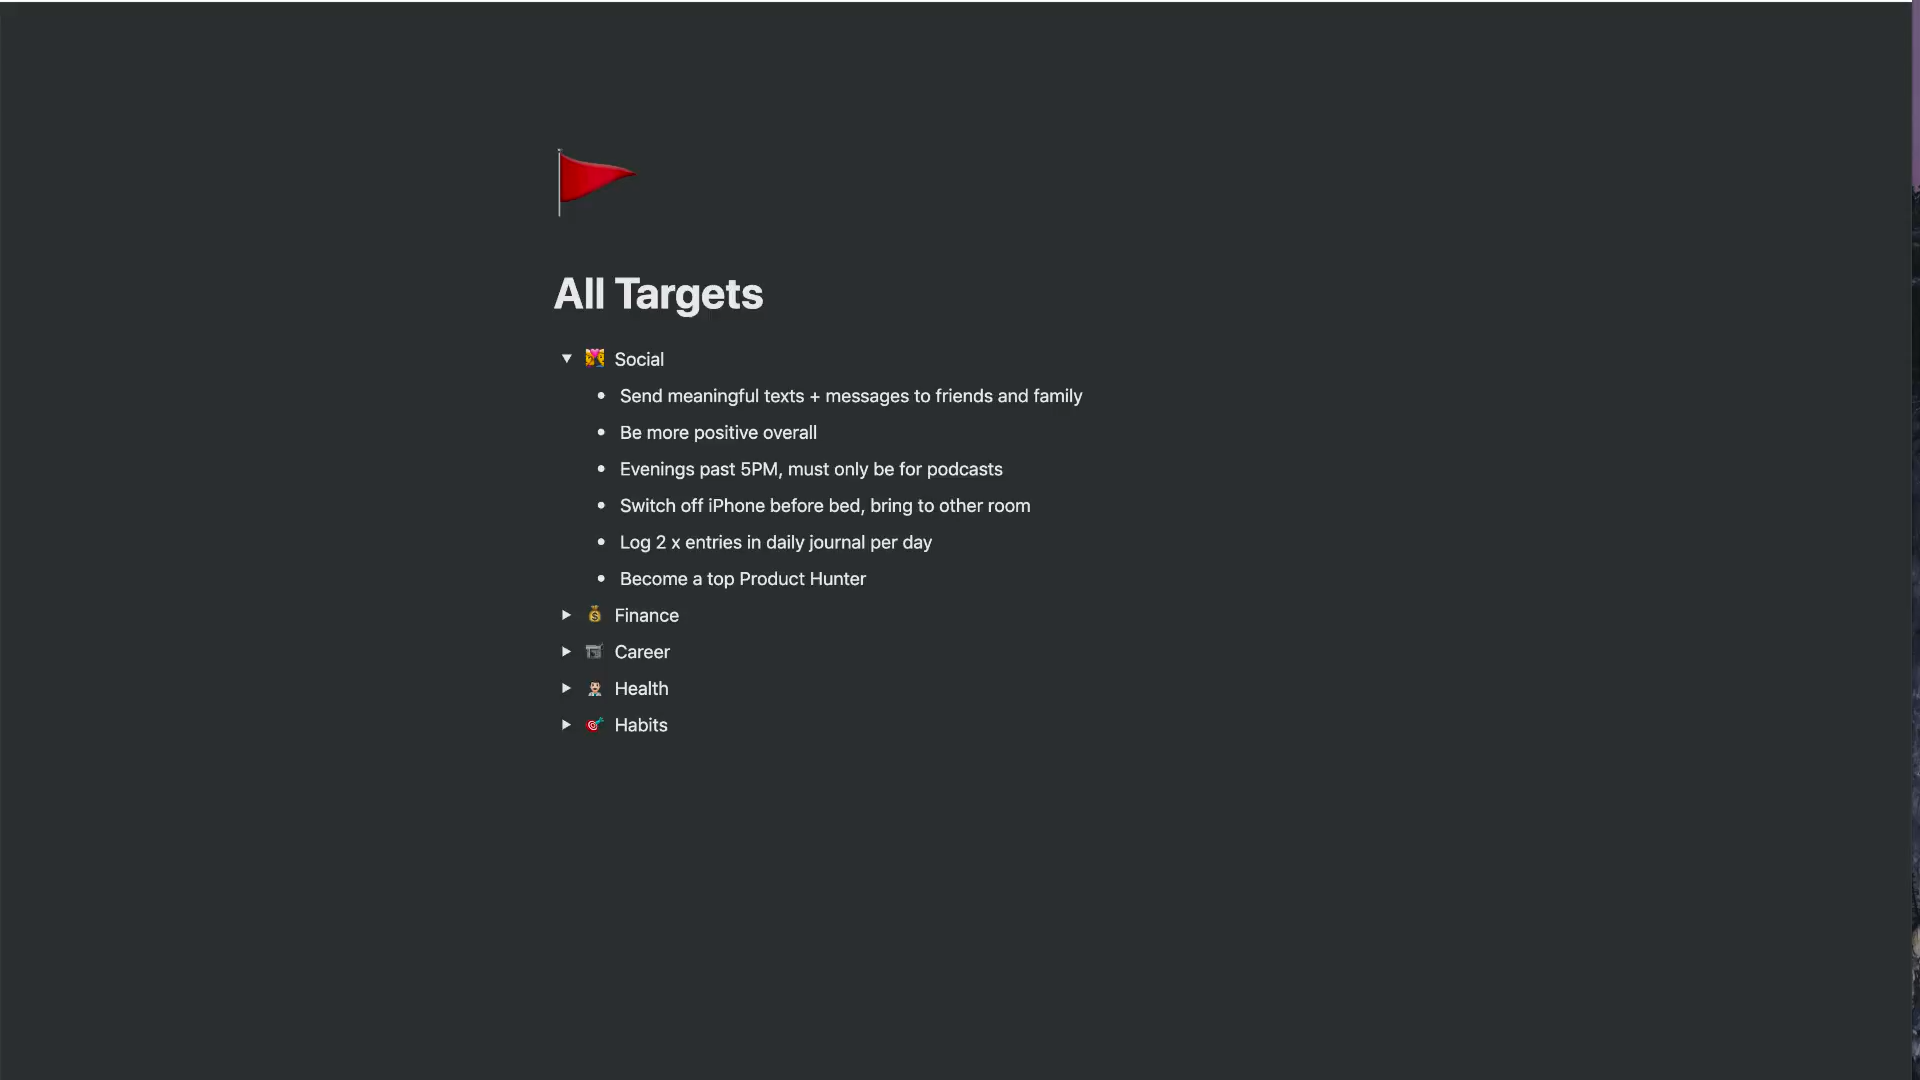 All Targets
Social
Send meaningful texts + messages to friends and family
Be more positive overall
Evenings past 5PM, must only be for podcasts
Switch off iPhone before bed, bring to other room
Log 2 x entries in daily journal per day
Become a top Product Hunter
Finance
Career
Health
Habits